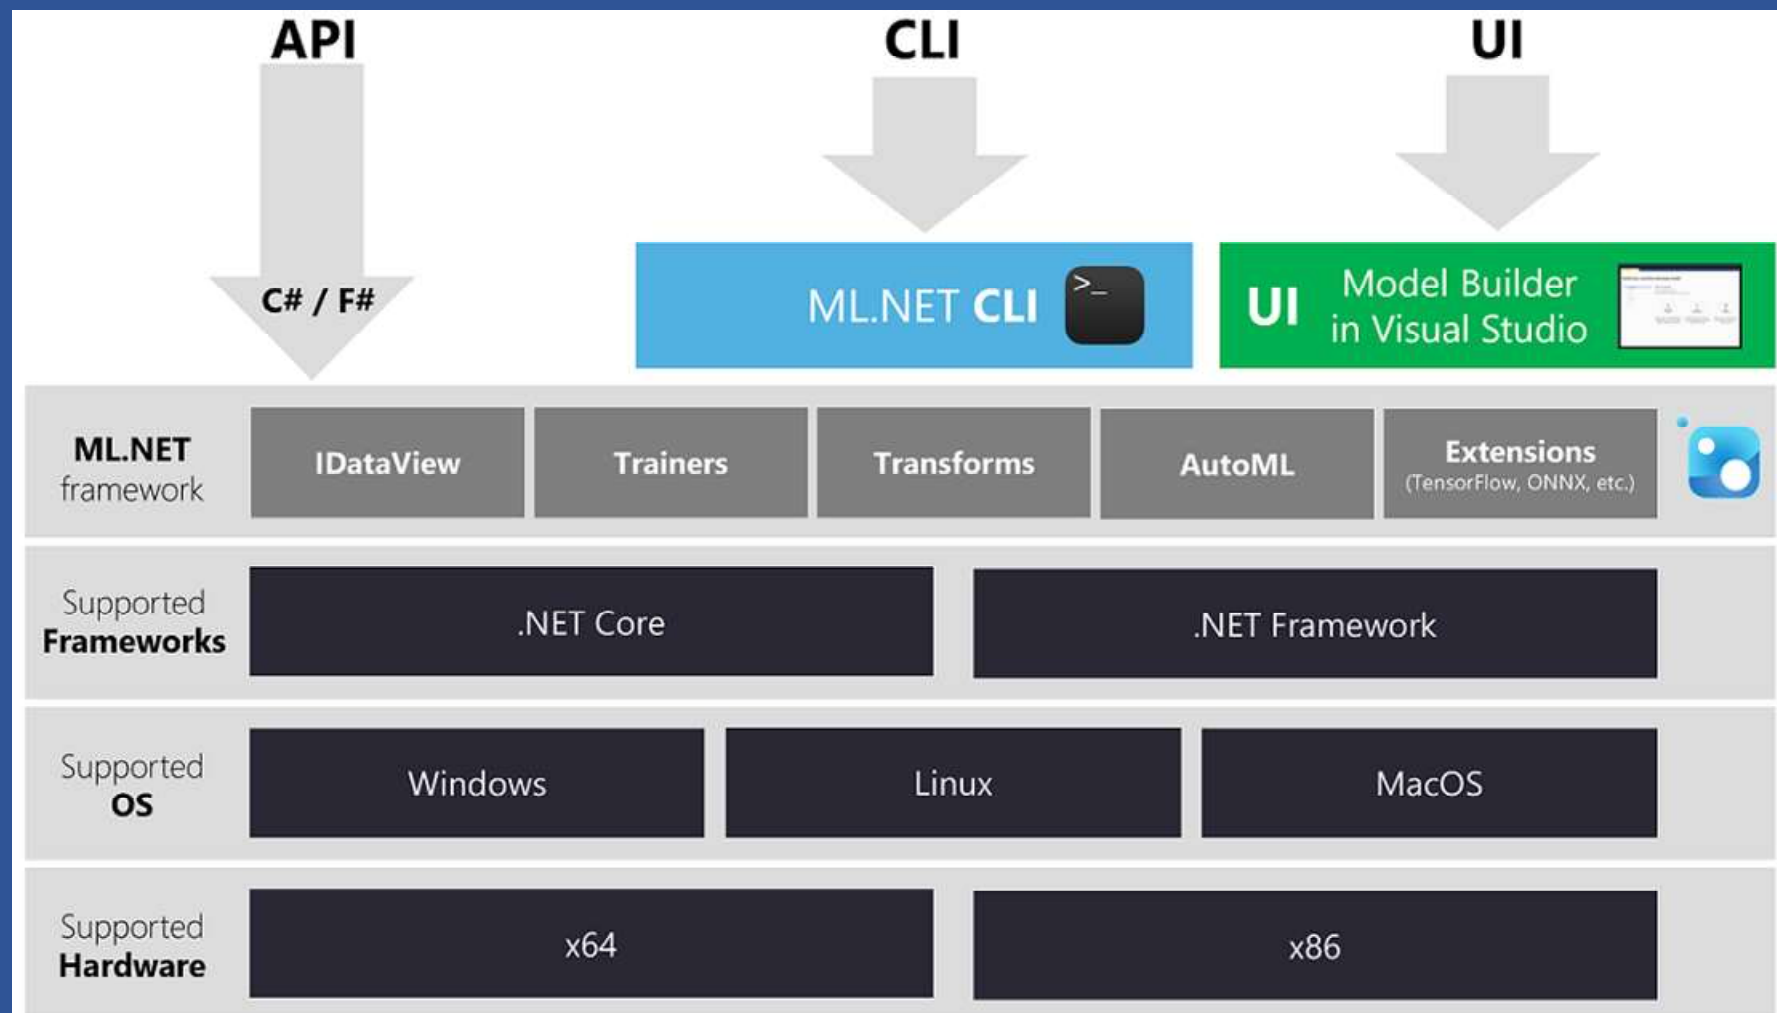 API
CLI
UI
C# / F#
ML.NET CLI
>_
UI
Model Builder
in Visual Studio
ML.NET
framework
IDataView
Trainers
Transforms
AutoML
Extensions
(TensorFlow, ONNX, etc.)
Supported
Frameworks
.NET Core
.NET Framework
Supported
OS
Windows
Linux
MacOS
Supported
Hardware
x64
x86